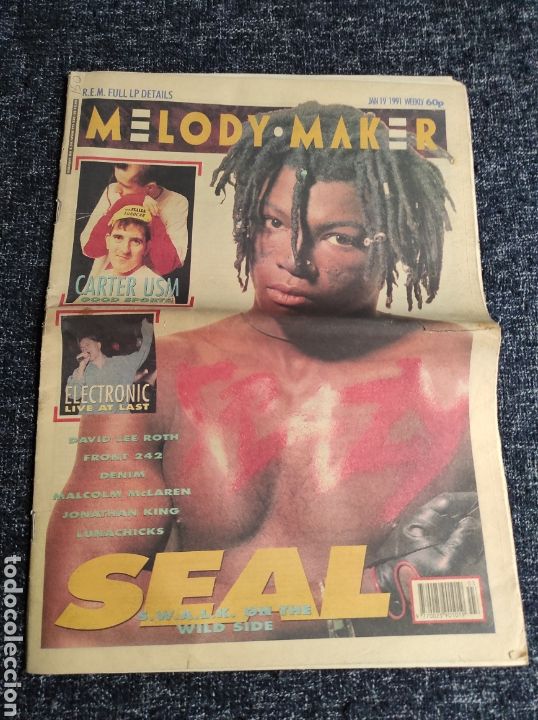 R.E.M. FULL LP DETAILS
JAN 19 1991 WEEKLY 60p
MELODY·MAKER
CARTER USM
GOOD SPORTS
ELECTRONIC
LIVE AT LAST
DAVID LEE ROTH
FRONT 242
DENIM
MALCOLM McLAREN
JONATHAN KING
LUNACHICKS
SEAL
S.W.A.L.K. ON THE
WILD SIDE
todocoleccion